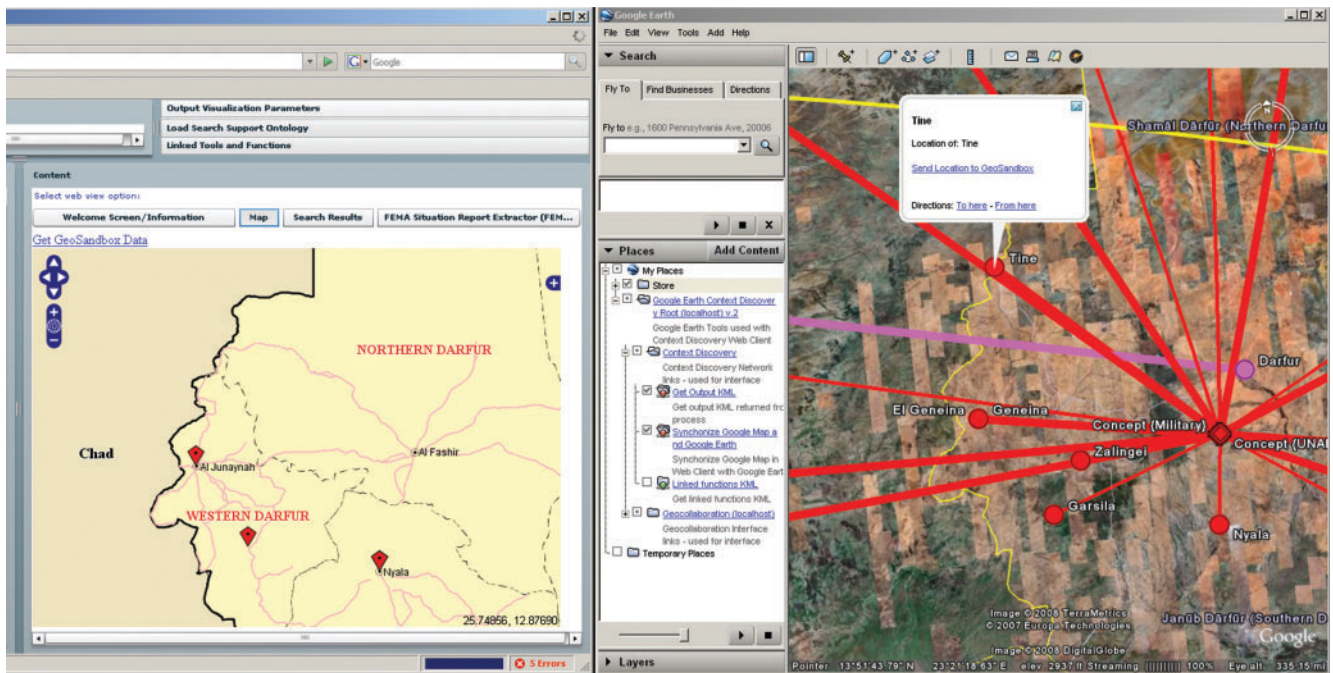 Google
Output Visualization Parameters
Load Search Support Ontology
Linked Tools and Functions
Content
Select web view option:
Welcome Screen/Information
Map
Search Results
FEMA Situation Report Extractor (FEM...
Get GeoSandbox Data
NORTHERN DARFUR
Chad
Al Junaynah
Al Fashir
WESTERN DARFUR
Nyala
25.74856, 12.87690
5 Errors
Google Earth
File Edit View Tools Add Help
Search
Fly To
Find Businesses
Directions
Fly to e.g., 1600 Pennsylvania Ave, 20006
Places
Add Content
My Places
Store
Google Earth Context Discover
y Root (localhost) v.2
Google Earth Tools used with
Context Discovery Web Client
Context Discovery
Context Discovery Network
links - used for interface
Get Output KML
Get output KML returned frc
process
Synchonize Google Map a
nd Google Earth
Synchonize Google Map in
Web Client with Google Eart
Linked functions KML
Get linked functions KML
Geocollaboration (localhost)
Geocollaboration Interface
links - used for interface
Temporary Places
Layers
Tine
Location of: Tine
Send Location to GeoSandbox
Directions: To here - From here
N
Shamâl Dârfûr (Northern Darfu
Tine
Darfur
El Geneina
Geneina
Concept {Military}
Concept {UNA
Zalingei
Garsila
Nyala
Image © 2008 TerraMetrics
© 2007 Europa Technologies
Janûb Dârfûr (Southern D
Google
Image © 2008 DigitalGlobe
Pointer 13°51'43.79" N 23°21'18.63" E elev 2937 ft Streaming |||||||||| 100% Eye alt 335.15 mi